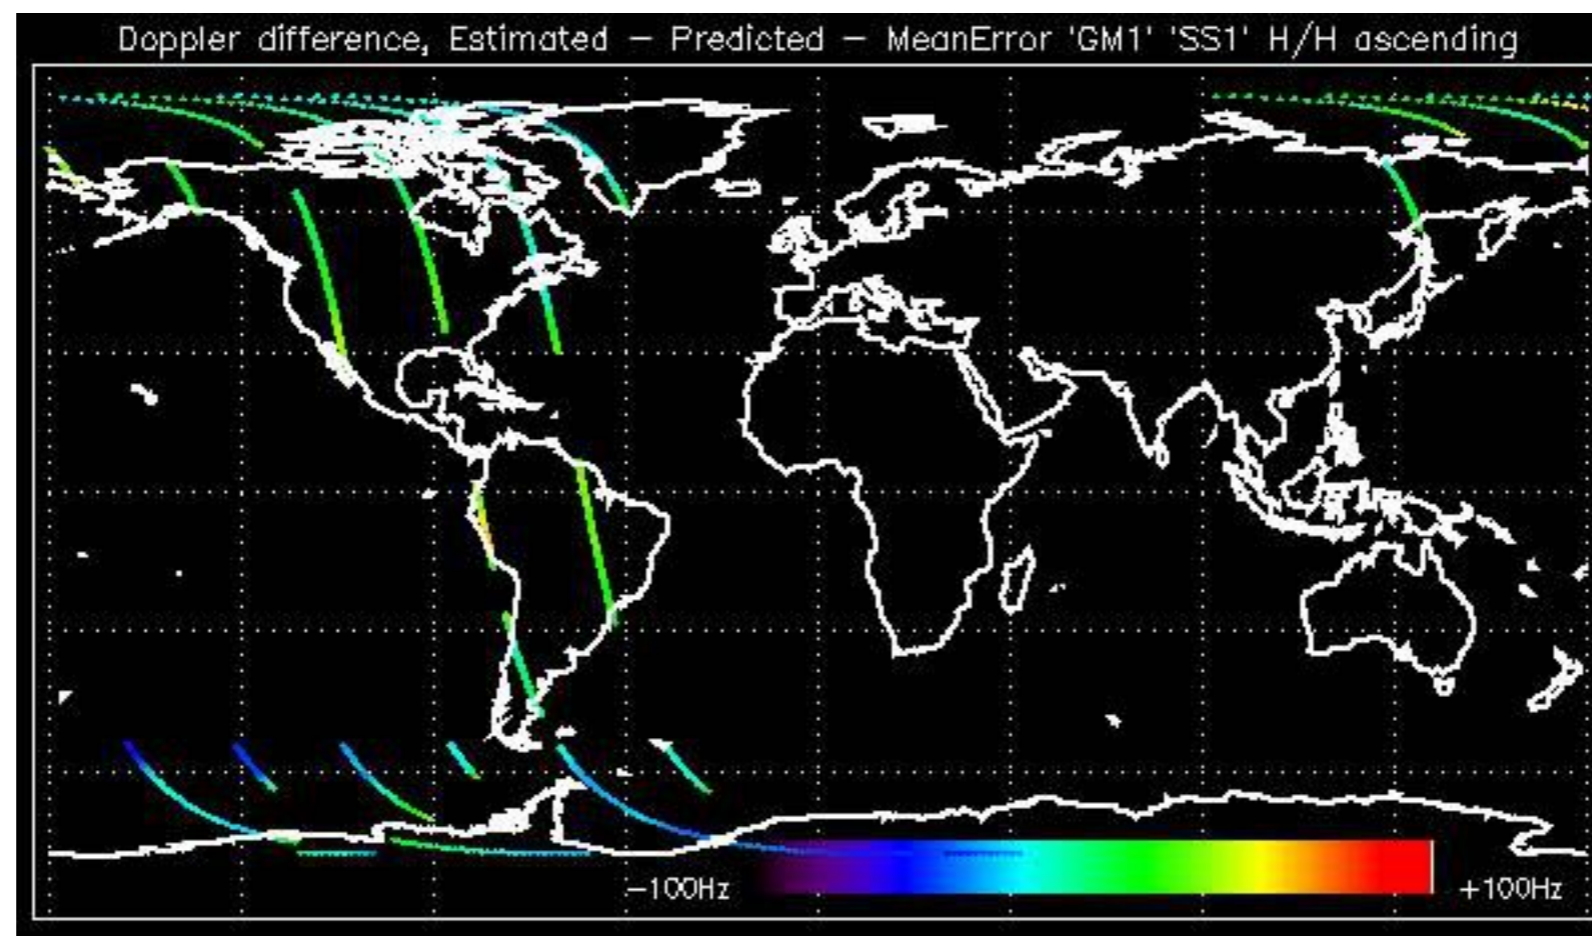 Doppler difference, Estimated − Predicted − MeanError 'GM1' 'SS1' H/H ascending
−100Hz
+100Hz